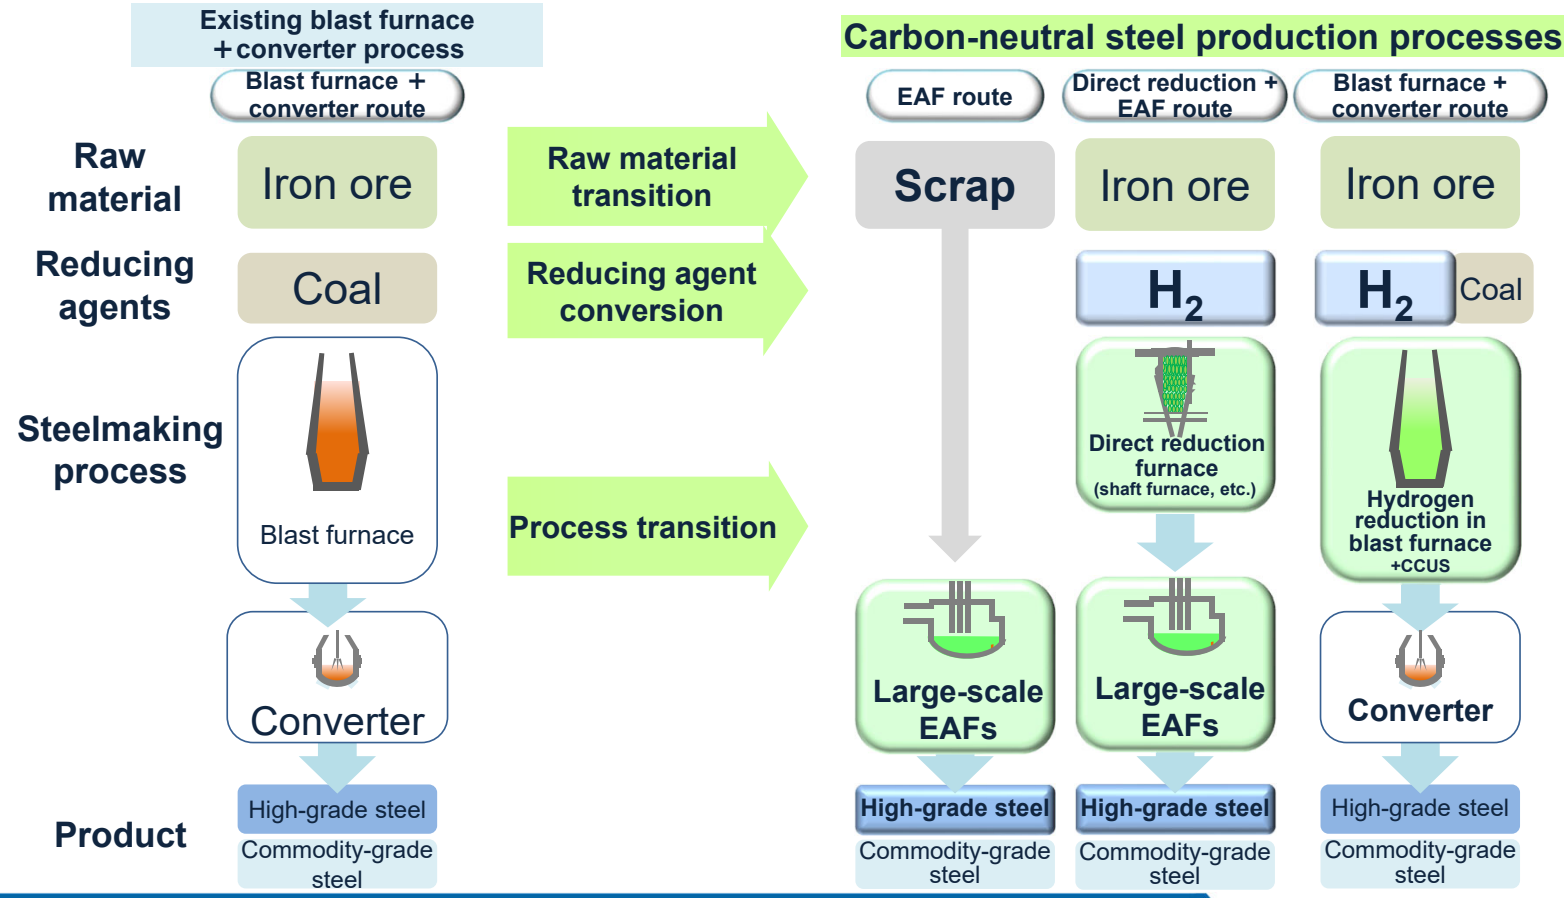 Existing blast furnace
+converter process
Carbon-neutral steel production processes
Blast furnace +
converter route
EAF route
Direct reduction +
EAF route
Blast furnace +
converter route
Raw
material
Iron ore
Raw material
transition
Scrap
Iron ore
Iron ore
Reducing
agents
Coal
Reducing agent
conversion
H₂
H₂
Coal
Steelmaking
process
Blast furnace
Process transition
Direct reduction
furnace
(shaft furnace, etc.)
Hydrogen
reduction in
blast furnace
+CCUS
Converter
Large-scale
EAFs
Large-scale
EAFs
Converter
Product
High-grade steel
High-grade steel
High-grade steel
High-grade steel
Commodity-grade
steel
Commodity-grade
steel
Commodity-grade
steel
Commodity-grade
steel